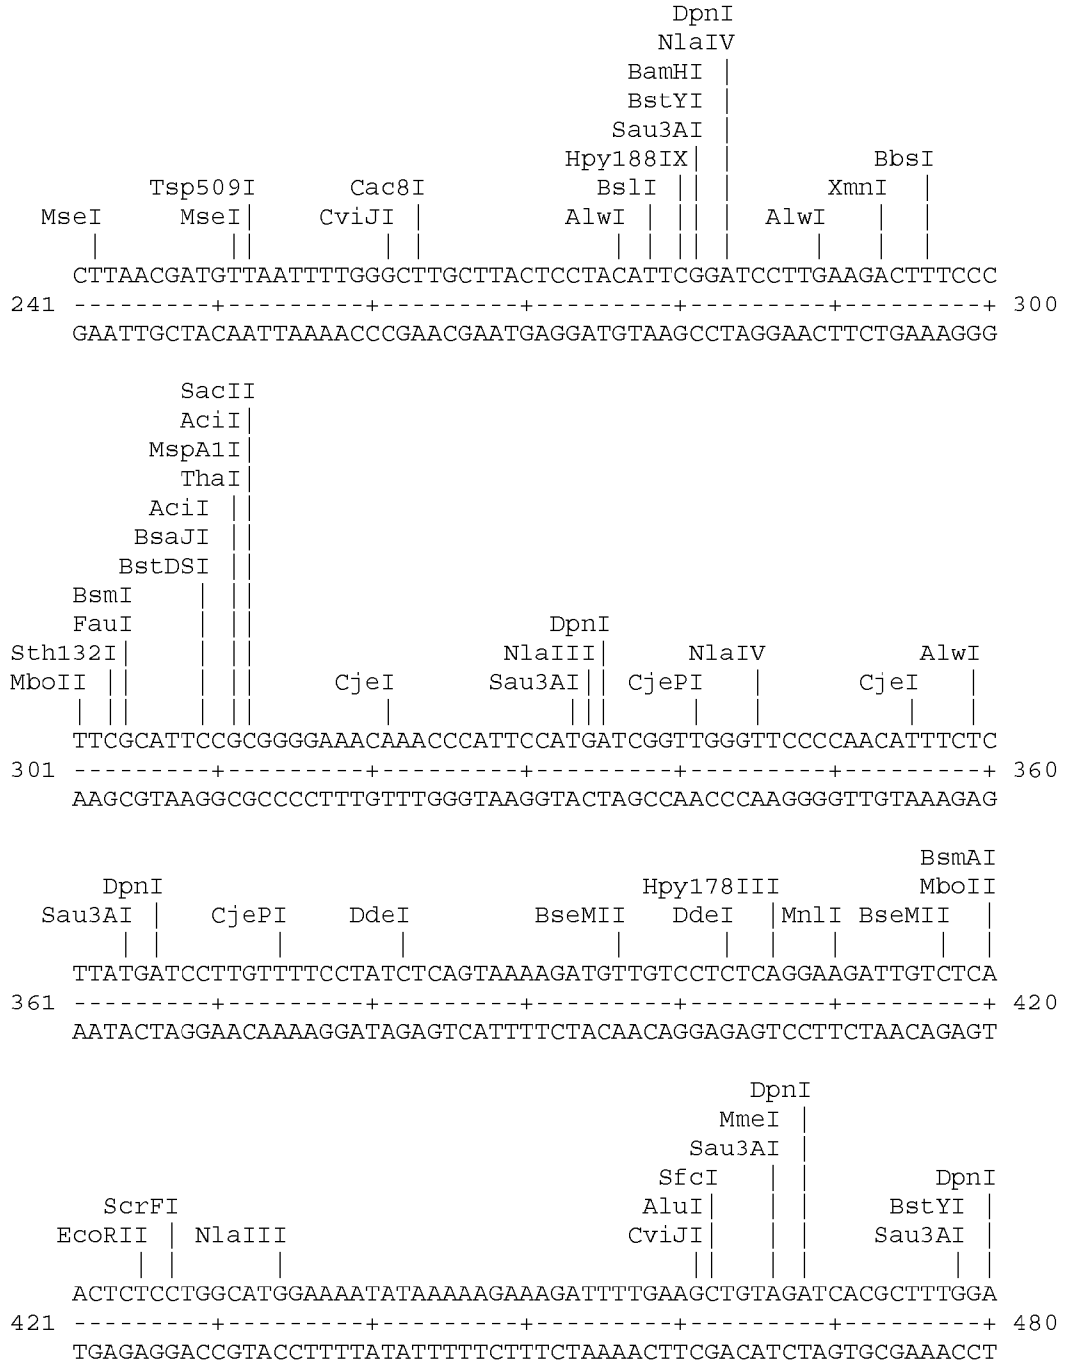 DpnI
NlaIV
BamHI |
BstYI |
Sau3AI |
Hpy188IX| | BbsI
Tsp509I Cac8I BslI || | XmnI |
MseI MseI| CviJI | AlwI | || | AlwI | |
| || | | | | || | | | |
CTTAACGATGTTAATTTTGGGCTTGCTTACTCCTACATTCGGATCCTTGAAGACTTTCCC
241 ---------+---------+---------+---------+---------+---------+ 300
GAATTGCTACAATTAAAACCCGAACGAATGAGGATGTAAGCCTAGGAACTTCTGAAAGGG
SacII
AciI|
MspA1I|
ThaI|
AciI ||
BsaJI ||
BstDSI ||
BsmI | ||
FauI | || DpnI
Sth132I| | || NlaIII| NlaIV AlwI
MboII || | || CjeI Sau3AI|| CjePI | CjeI |
| || | || | ||| | | | |
TTCGCATTCCGCGGGGAAACAAACCCATTCCATGATCGGTTGGGTTCCCCAACATTTCTC
301 ---------+---------+---------+---------+---------+---------+ 360
AAGCGTAAGGCGCCCCTTTGTTTGGGTAAGGTACTAGCCAACCCAAGGGGTTGTAAAGAG
BsmAI
DpnI Hpy178III MboII
Sau3AI | CjePI DdeI BseMII DdeI |MnlI BseMII |
| | | | | | | | | |
TTATGATCCTTGTTTTCCTATCTCAGTAAAAGATGTTGTCCTCTCAGGAAGATTGTCTCA
361 ---------+---------+---------+---------+---------+---------+ 420
AATACTAGGAACAAAAGGATAGAGTCATTTTCTACAACAGGAGAGTCCTTCTAACAGAGT
DpnI
MmeI |
Sau3AI |
SfcI | | DpnI
ScrFI AluI| | | BstYI |
EcoRII | NlaIII CviJI| | | Sau3AI |
| | | || | | | |
ACTCTCCTGGCATGGAAAATATAAAAAGAAAGATTTTGAAGCTGTAGATCACGCTTTGGA
421 ---------+---------+---------+---------+---------+---------+ 480
TGAGAGGACCGTACCTTTTATATTTTTCTTTCTAAAACTTCGACATCTAGTGCGAAACCT